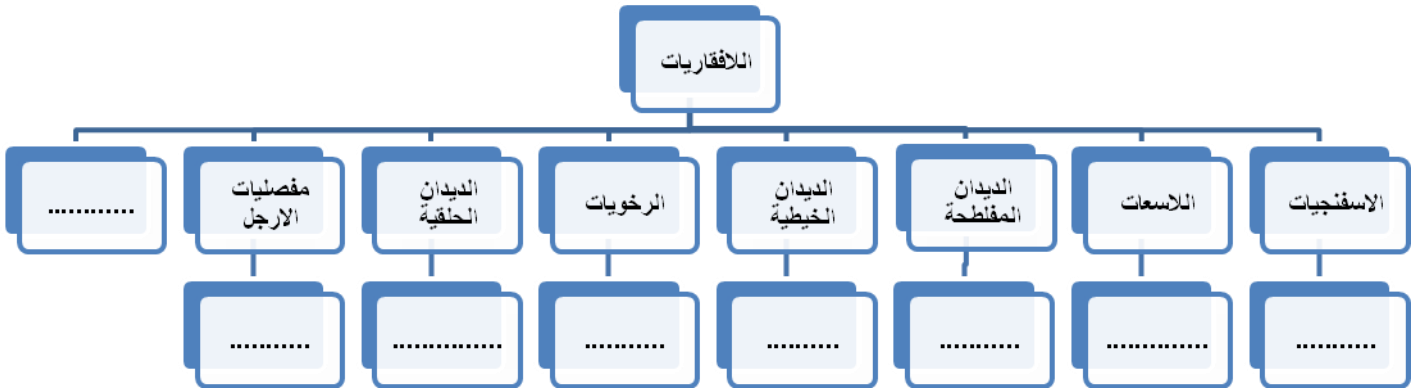 اللافقاريات
الاسفنجيات
اللاسعات
الديدان
المفلطحة
الديدان
الخيطية
الرخويات
الديدان
الحلقية
مفصليات
الارجل
............
...........
..............
...........
..........
...........
...............
...........